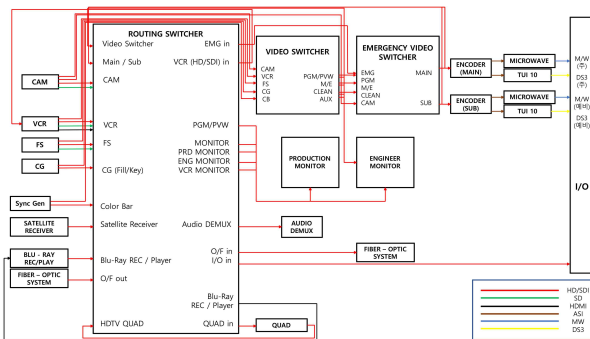 ROUTING SWITCHER
Video Switcher
EMG in
Main / Sub
VCR (HD/SDI) in
CAM
VCR
PGM/PVW
FS
MONITOR
PRD MONITOR
ENG MONITOR
CG (Fill/Key)
VCR MONITOR
Color Bar
Satellite Receiver
Audio DEMUX
O/F in
Blu-Ray REC / Player
I/O in
O/F out
Blu-Ray
REC / Player
HDTV QUAD
QUAD in
CAM
VCR
FS
CG
Sync Gen
SATELLITE
RECEIVER
BLU - RAY
REC/PLAY
FIBER – OPTIC
SYSTEM
VIDEO SWITCHER
CAM
VCR
PGM/PVW
FS
M/E
CG
CLEAN
CB
AUX
EMERGENCY VIDEO
SWITCHER
EMG
MAIN
PGM
M/E
CLEAN
CAM
SUB
ENCODER
(MAIN)
ENCODER
(SUB)
MICROWAVE
TUI 10
MICROWAVE
TUI 10
M/W
(주)
DS3
(주)
M/W
(예비)
DS3
(예비)
I/O
PRODUCTION
MONITOR
ENGINEER
MONITOR
AUDIO
DEMUX
FIBER – OPTIC
SYSTEM
QUAD
HD/SDI
SD
HDMI
ASI
MW
DS3